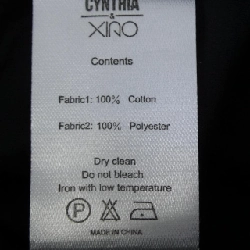 CYNTHIA
&
XIRO
Contents
Fabric1: 100% Cotton
Fabric2: 100% Polyester
Dry clean
Do not bleach
Iron with low temperature
P
MADE IN CHINA